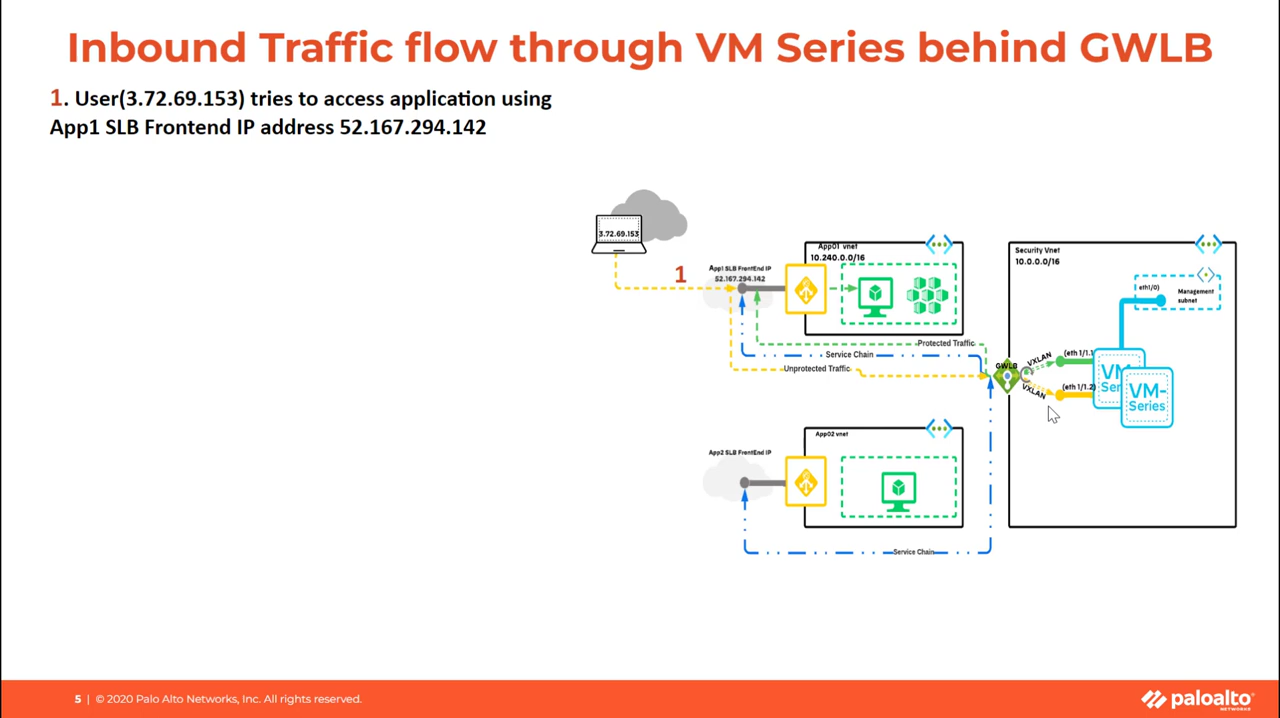 Inbound Traffic flow through VM Series behind GWLB
1. User(3.72.69.153) tries to access application using
App1 SLB Frontend IP address 52.167.294.142
3.72.69.153
1
App1 SLB FrontEnd IP
52.167.294.142
App01 vnet
10.240.0.0/16
Security Vnet
10.0.0.0/16
eth1/0)
Management
subnet
Protected Traffic
Service Chain
Unprotected Traffic
GWLB
VXLAN
VXLAN
(eth 1/1.1
(eth 1/1.2)
VM
Ser
VM-
Series
App02 vnet
App2 SLB FrontEnd IP
Service Chain
5 | © 2020 Palo Alto Networks, Inc. All rights reserved.
paloalto
NETWORKS